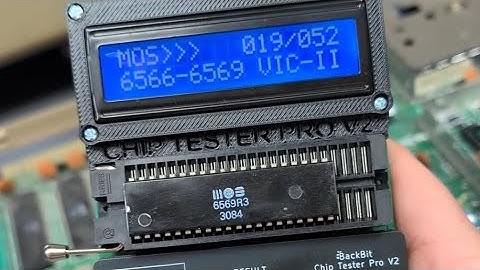 MOS>>> 019/052
6566-6569 VIC-II
CHIP TESTER PRO V2
mos
6569R3
3084
BackBit
Chip Tester Pro V2